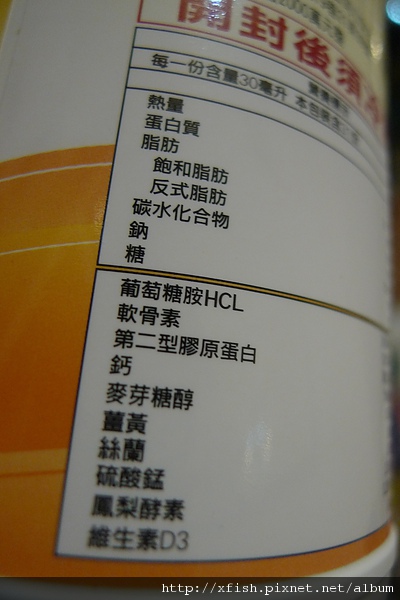 開封後須
每一份含量30毫升 本包裝含
熱量
蛋白質
脂肪
飽和脂肪
反式脂肪
碳水化合物
鈉
糖
葡萄糖胺HCL
軟骨素
第二型膠原蛋白
鈣
麥芽糖醇
薑黃
絲蘭
硫酸錳
鳳梨酵素
維生素D3
http://xfish.pixnet.net/album